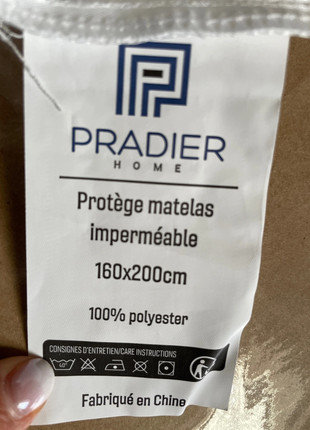 PRADIER
HOME
Protège matelas
imperméable
160x200cm
100% polyester
CONSIGNES D'ENTRETIEN/CARE INSTRUCTIONS
40°
Fabriqué en Chine